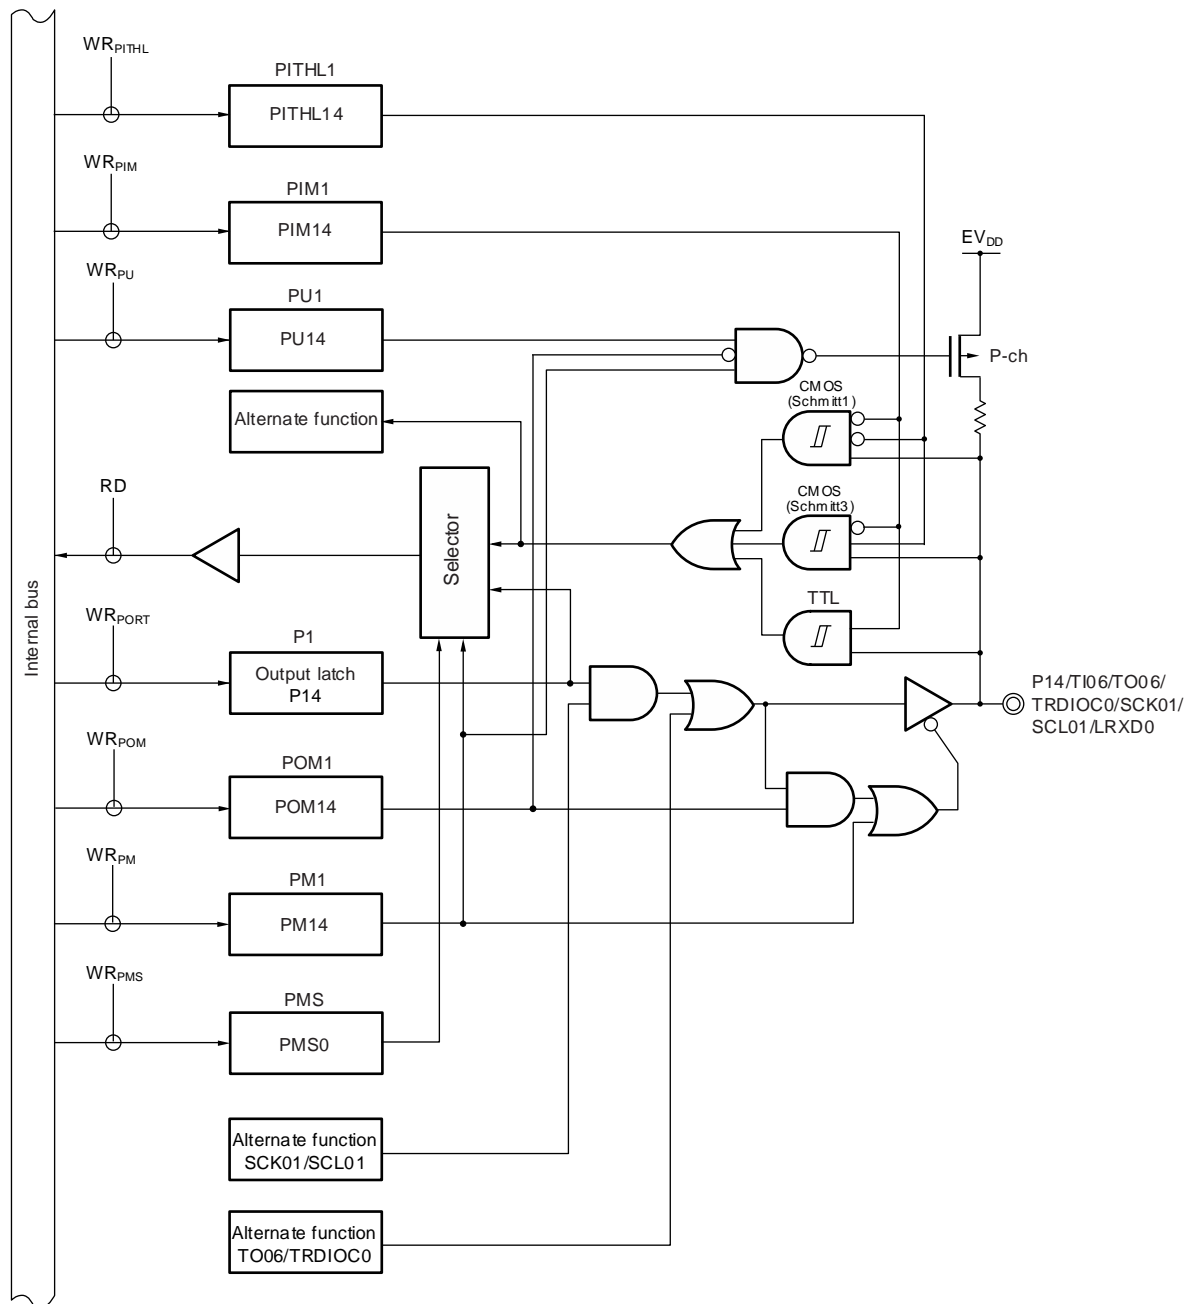 WRPITHL
PITHL1
PITHL14
WRPIM
PIM1
PIM14
EVDD
WRPU
PU1
PU14
P-ch
CMOS
(Schmitt1)
Alternate function
RD
Selector
CMOS
(Schmitt3)
Internal bus
TTL
WRPORT
P1
Output latch
P14
P14/TI06/TO06/
TRDIOC0/SCK01/
SCL01/LRXD0
WRPOM
POM1
POM14
WRPM
PM1
PM14
WRPMS
PMS
PMS0
Alternate function
SCK01/SCL01
Alternate function
TO06/TRDIOC0